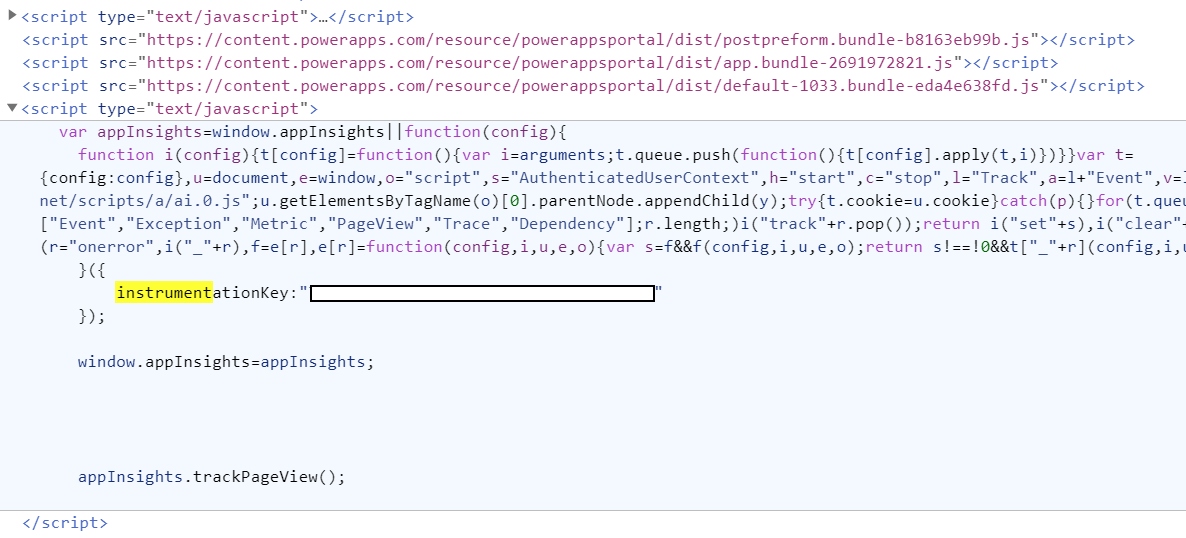 <script type="text/javascript">…</script>
<script src="https://content.powerapps.com/resource/powerappsportal/dist/postpreform.bundle-b8163eb99b.js"></script>
<script src="https://content.powerapps.com/resource/powerappsportal/dist/app.bundle-2691972821.js"></script>
<script src="https://content.powerapps.com/resource/powerappsportal/dist/default-1033.bundle-eda4e638fd.js"></script>
<script type="text/javascript">
var appInsights=window.appInsights||function(config){
function i(config){t[config]=function(){var i=arguments;t.queue.push(function(){t[config].apply(t,i)})}}var t=
{config:config},u=document,e=window,o="script",s="AuthenticatedUserContext",h="start",c="stop",l="Track",a=l+"Event",v=l
net/scripts/a/ai.0.js";u.getElementsByTagName(o)[0].parentNode.appendChild(y);try{t.cookie=u.cookie}catch(p){}for(t.queu
["Event","Exception","Metric","PageView","Trace","Dependency"];r.length;)i("track"+r.pop());return i("set"+s),i("clear"+
(r="onerror",i("_"+r),f=e[r],e[r]=function(config,i,u,e,o){var s=f&&f(config,i,u,e,o);return s!==!0&&t["_"+r](config,i,u
}({
instrumentationKey:""
});
window.appInsights=appInsights;
appInsights.trackPageView();
</script>